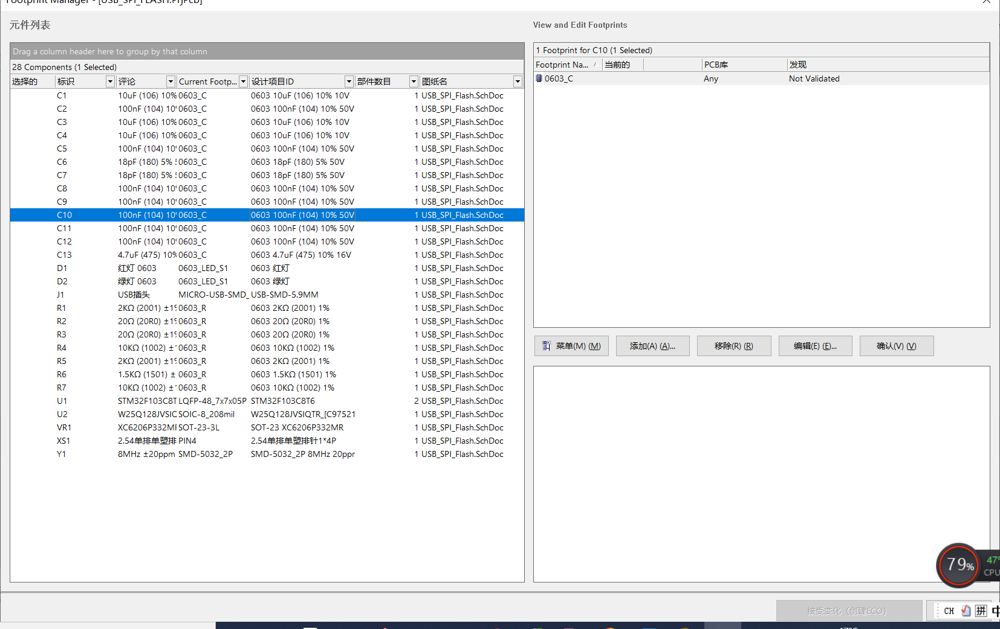 Footprint Manager - [USB_SPI_FLASH.PrjPcb]
元件列表
View and Edit Footprints
Drag a column header here to group by that column
28 Components (1 Selected)
选择的 标识 评论 Current Footp... 设计项目ID 部件数目 图纸名
C1 10uF (106) 10% 0603_C 0603 10uF (106) 10% 10V 1 USB_SPI_Flash.SchDoc
C2 100nF (104) 10% 0603_C 0603 100nF (104) 10% 50V 1 USB_SPI_Flash.SchDoc
C3 10uF (106) 10% 0603_C 0603 10uF (106) 10% 10V 1 USB_SPI_Flash.SchDoc
C4 10uF (106) 10% 0603_C 0603 10uF (106) 10% 10V 1 USB_SPI_Flash.SchDoc
C5 100nF (104) 10% 0603_C 0603 100nF (104) 10% 50V 1 USB_SPI_Flash.SchDoc
C6 18pF (180) 5% 0603_C 0603 18pF (180) 5% 50V 1 USB_SPI_Flash.SchDoc
C7 18pF (180) 5% 0603_C 0603 18pF (180) 5% 50V 1 USB_SPI_Flash.SchDoc
C8 100nF (104) 10% 0603_C 0603 100nF (104) 10% 50V 1 USB_SPI_Flash.SchDoc
C9 100nF (104) 10% 0603_C 0603 100nF (104) 10% 50V 1 USB_SPI_Flash.SchDoc
C10 100nF (104) 10% 0603_C 0603 100nF (104) 10% 50V 1 USB_SPI_Flash.SchDoc
C11 100nF (104) 10% 0603_C 0603 100nF (104) 10% 50V 1 USB_SPI_Flash.SchDoc
C12 100nF (104) 10% 0603_C 0603 100nF (104) 10% 50V 1 USB_SPI_Flash.SchDoc
C13 4.7uF (475) 10% 0603_C 0603 4.7uF (475) 10% 16V 1 USB_SPI_Flash.SchDoc
D1 红灯 0603 0603_LED_S1 0603 红灯 1 USB_SPI_Flash.SchDoc
D2 绿灯 0603 0603_LED_S1 0603 绿灯 1 USB_SPI_Flash.SchDoc
J1 USB插头 MICRO-USB-SMD_ USB-SMD-5.9MM 1 USB_SPI_Flash.SchDoc
R1 2KΩ (2001) ±1% 0603_R 0603 2KΩ (2001) 1% 1 USB_SPI_Flash.SchDoc
R2 20Ω (20R0) ±1% 0603_R 0603 20Ω (20R0) 1% 1 USB_SPI_Flash.SchDoc
R3 20Ω (20R0) ±1% 0603_R 0603 20Ω (20R0) 1% 1 USB_SPI_Flash.SchDoc
R4 10KΩ (1002) ± 0603_R 0603 10KΩ (1002) 1% 1 USB_SPI_Flash.SchDoc
R5 2KΩ (2001) ±1% 0603_R 0603 2KΩ (2001) 1% 1 USB_SPI_Flash.SchDoc
R6 1.5KΩ (1501) ± 0603_R 0603 1.5KΩ (1501) 1% 1 USB_SPI_Flash.SchDoc
R7 10KΩ (1002) ± 0603_R 0603 10KΩ (1002) 1% 1 USB_SPI_Flash.SchDoc
U1 STM32F103C8T LQFP-48_7x7x05P STM32F103C8T6 2 USB_SPI_Flash.SchDoc
U2 W25Q128JVSIQ SOIC-8_208mil W25Q128JVSIQTR_[C97521 1 USB_SPI_Flash.SchDoc
VR1 XC6206P332MR SOT-23-3L SOT-23 XC6206P332MR 1 USB_SPI_Flash.SchDoc
XS1 2.54单排单塑排 PIN4 2.54单排单塑排针1*4P 1 USB_SPI_Flash.SchDoc
Y1 8MHz ±20ppm SMD-5032_2P SMD-5032_2P 8MHz 20ppm 1 USB_SPI_Flash.SchDoc
1 Footprint for C10 (1 Selected)
Footprint Na... 当前的 PCB库 发现
0603_C Any Not Validated
菜单(M) (M) 添加(A) (A)... 移除(R) (R) 编辑(E) (E)... 确认(V) (V)
79%
47°
CPU
接受变化（创建ECO）
CH 拼 中
47°C